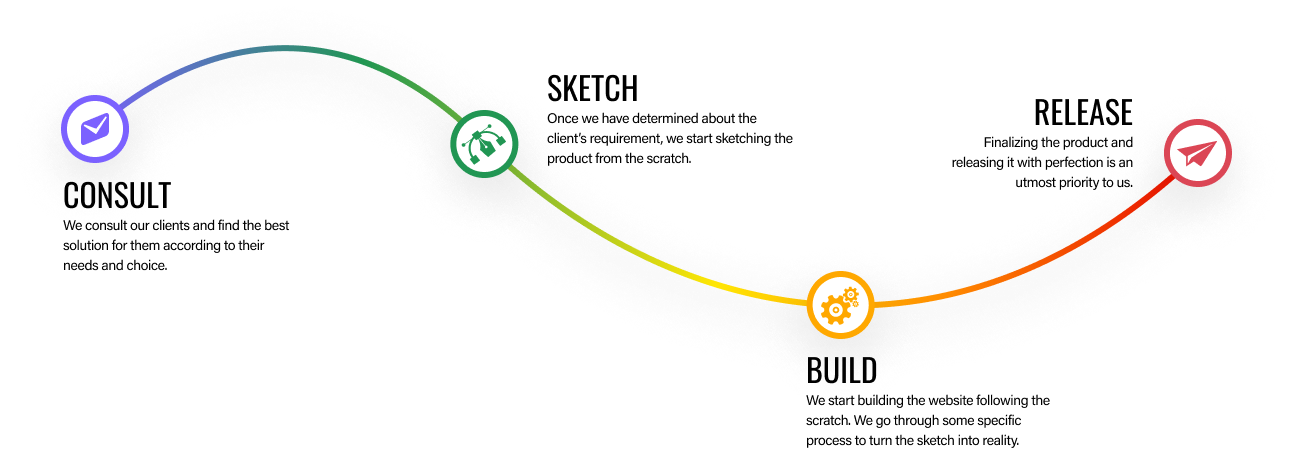 CONSULT
We consult our clients and find the best
solution for them according to their
needs and choice.
SKETCH
Once we have determined about the
client's requirement, we start sketching the
product from the scratch.
BUILD
We start building the website following the
scratch. We go through some specific
process to turn the sketch into reality.
RELEASE
Finalizing the product and
releasing it with perfection is an
utmost priority to us.